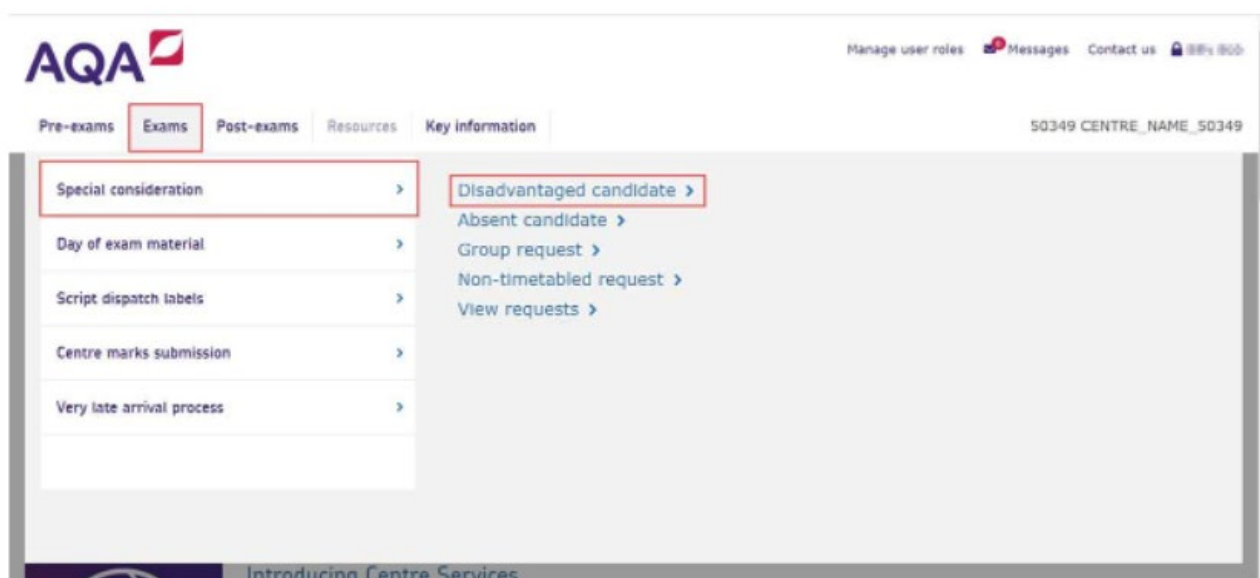 AQA
Manage user roles Messages Contact us
Pre-exams Exams Post-exams Resources Key information 50349 CENTRE_NAME_50349
Special consideration
Day of exam material
Script dispatch labels
Centre marks submission
Very late arrival process
Disadvantaged candidate
Absent candidate
Group request
Non-timetabled request
View requests
Introducing Centre Services